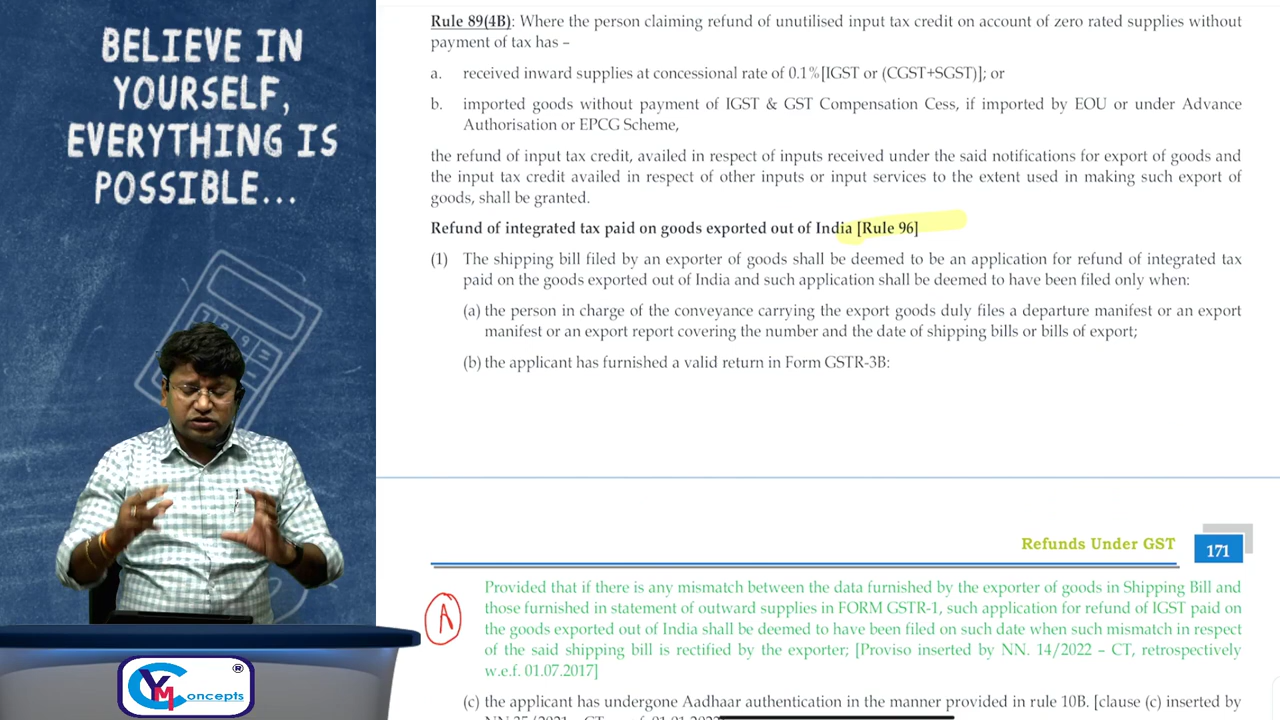 BELIEVE IN
YOURSELF,
EVERYTHING IS
POSSIBLE...
Rule 89(4B): Where the person claiming refund of unutilised input tax credit on account of zero rated supplies without
payment of tax has –
a. received inward supplies at concessional rate of 0.1%[IGST or (CGST+SGST)]; or
b. imported goods without payment of IGST & GST Compensation Cess, if imported by EOU or under Advance
Authorisation or EPCG Scheme,
the refund of input tax credit, availed in respect of inputs received under the said notifications for export of goods and
the input tax credit availed in respect of other inputs or input services to the extent used in making such export of
goods, shall be granted.
Refund of integrated tax paid on goods exported out of India [Rule 96]
(1) The shipping bill filed by an exporter of goods shall be deemed to be an application for refund of integrated tax
paid on the goods exported out of India and such application shall be deemed to have been filed only when:
(a) the person in charge of the conveyance carrying the export goods duly files a departure manifest or an export
manifest or an export report covering the number and the date of shipping bills or bills of export;
(b) the applicant has furnished a valid return in Form GSTR-3B:
Refunds Under GST 171
Provided that if there is any mismatch between the data furnished by the exporter of goods in Shipping Bill and
those furnished in statement of outward supplies in FORM GSTR-1, such application for refund of IGST paid on
A
the goods exported out of India shall be deemed to have been filed on such date when such mismatch in respect
of the said shipping bill is rectified by the exporter; [Proviso inserted by NN. 14/2022 – CT, retrospectively
w.e.f. 01.07.2017]
(c) the applicant has undergone Aadhaar authentication in the manner provided in rule 10B. [clause (c) inserted by
YM Concepts ®